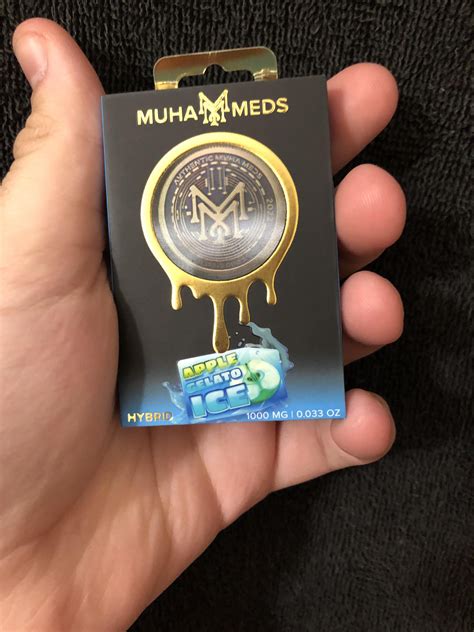 MUHA MEDS
AUTHENTIC MUHA MEDS
APPLE
GELATO
ICE
HYBRID
1000 MG | 0.033 OZ